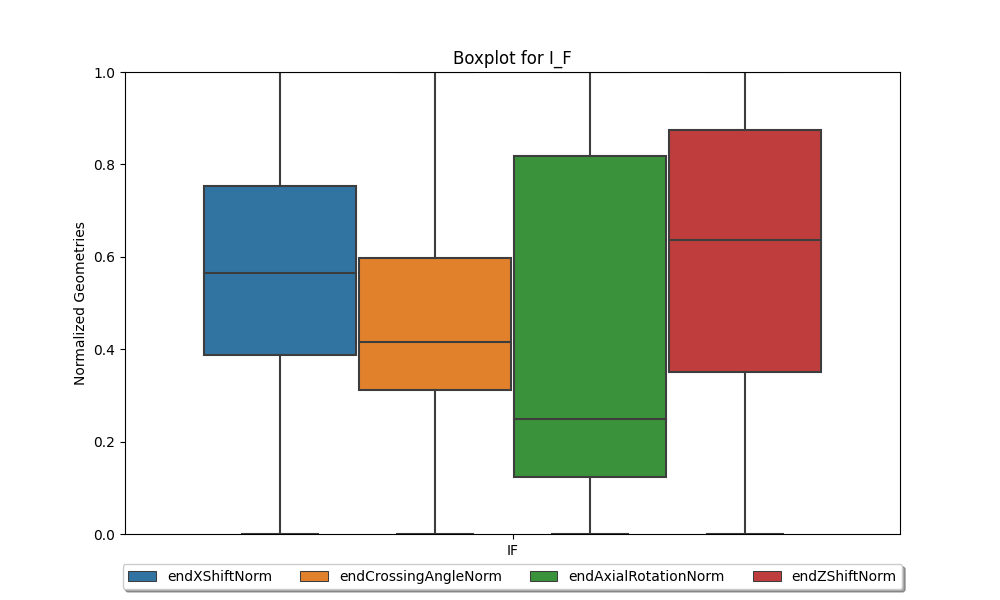 Boxplot for I_F
1.0
0.8
0.6
0.4
0.2
0.0
Normalized Geometries
IF
endXShiftNorm endCrossingAngleNorm endAxialRotationNorm endZShiftNorm